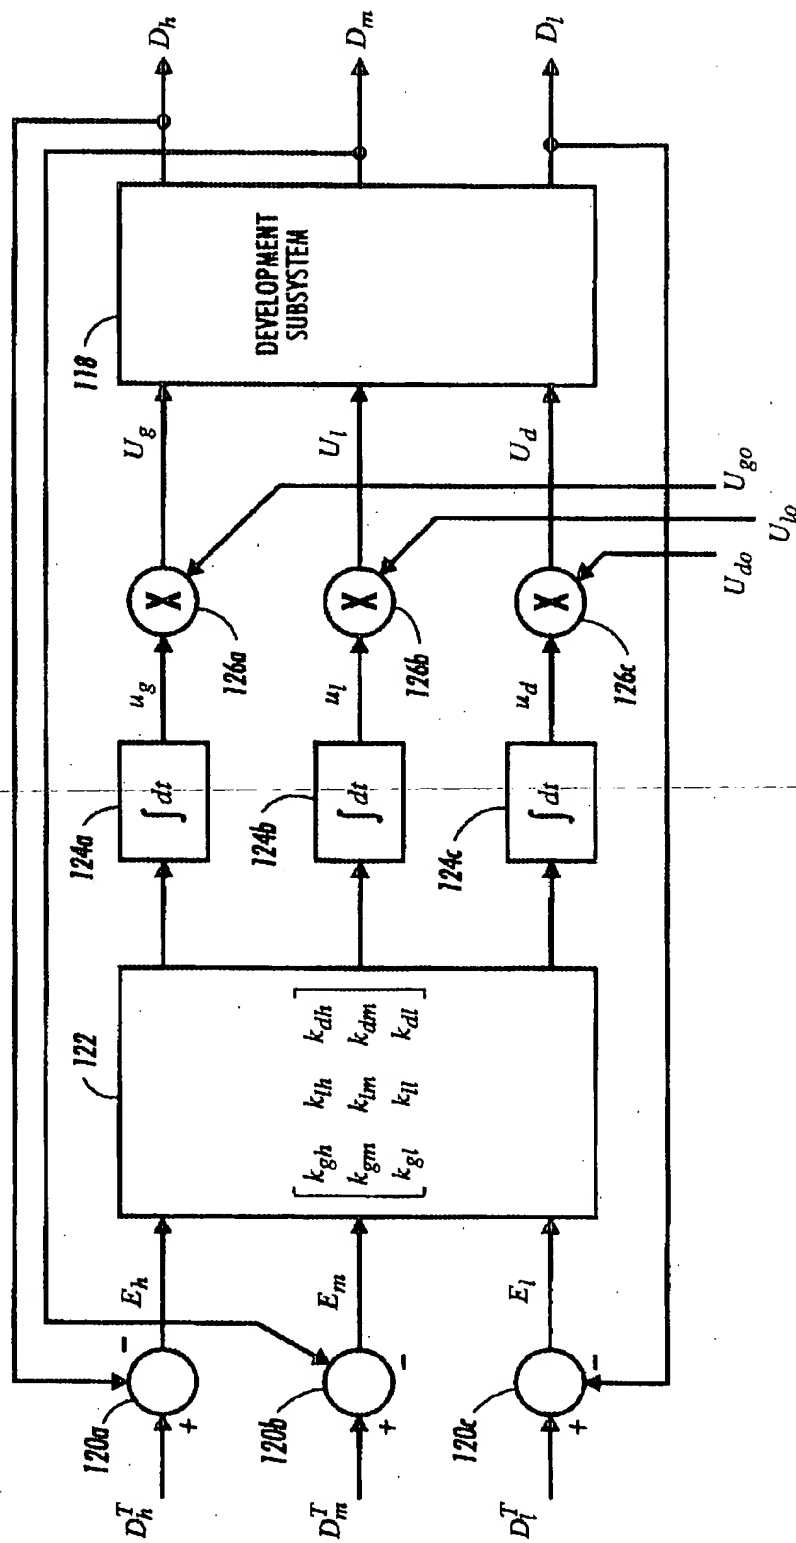 D_h^T
D_m^T
D_l^T
+
+
+
120a
120b
120c
-
-
-
E_h
E_m
E_l
122
k_gh k_lh k_dh
k_gm k_lm k_dm
k_gl k_ll k_dl
124a
124b
124c
∫ dt
∫ dt
∫ dt
u_g
u_l
u_d
126a
126b
126c
X
X
X
U_go
U_lo
U_do
U_g
U_l
U_d
118
DEVELOPMENT
SUBSYSTEM
D_h
D_m
D_l